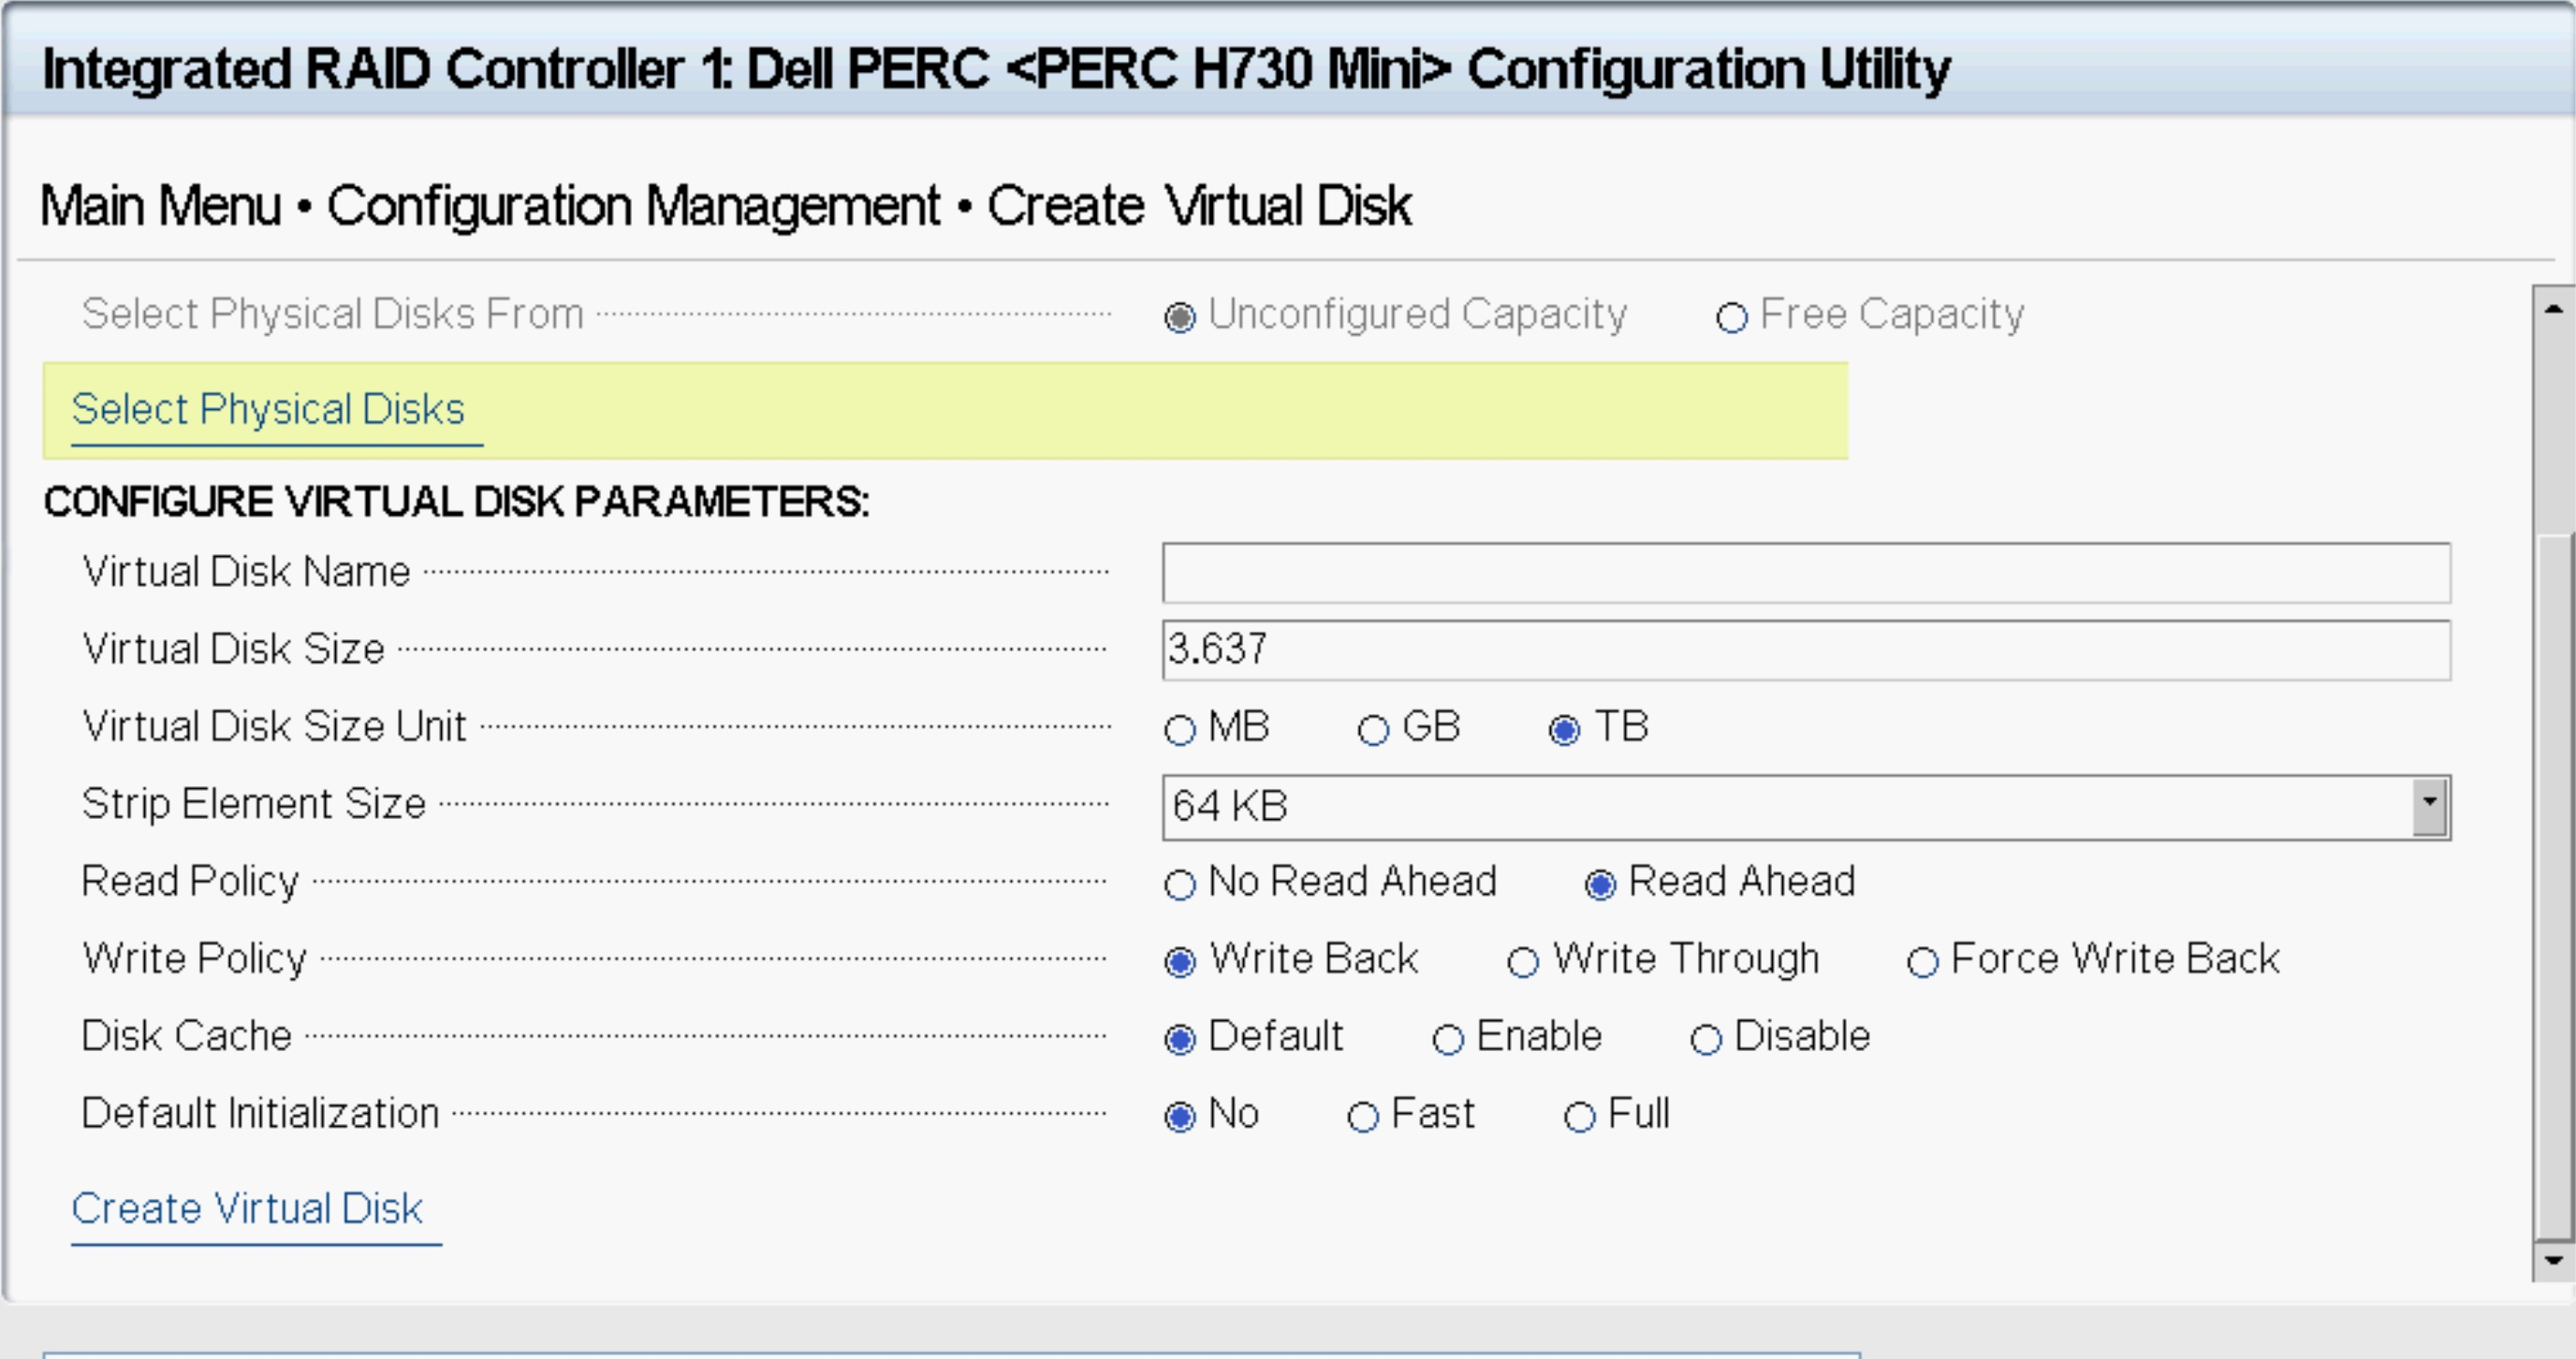 Integrated RAID Controller 1: Dell PERC <PERC H730 Mini> Configuration Utility
Main Menu • Configuration Management • Create Virtual Disk
Select Physical Disks From Unconfigured Capacity Free Capacity
Select Physical Disks
CONFIGURE VIRTUAL DISK PARAMETERS:
Virtual Disk Name
Virtual Disk Size 3.637
Virtual Disk Size Unit MB GB TB
Strip Element Size 64 KB
Read Policy No Read Ahead Read Ahead
Write Policy Write Back Write Through Force Write Back
Disk Cache Default Enable Disable
Default Initialization No Fast Full
Create Virtual Disk